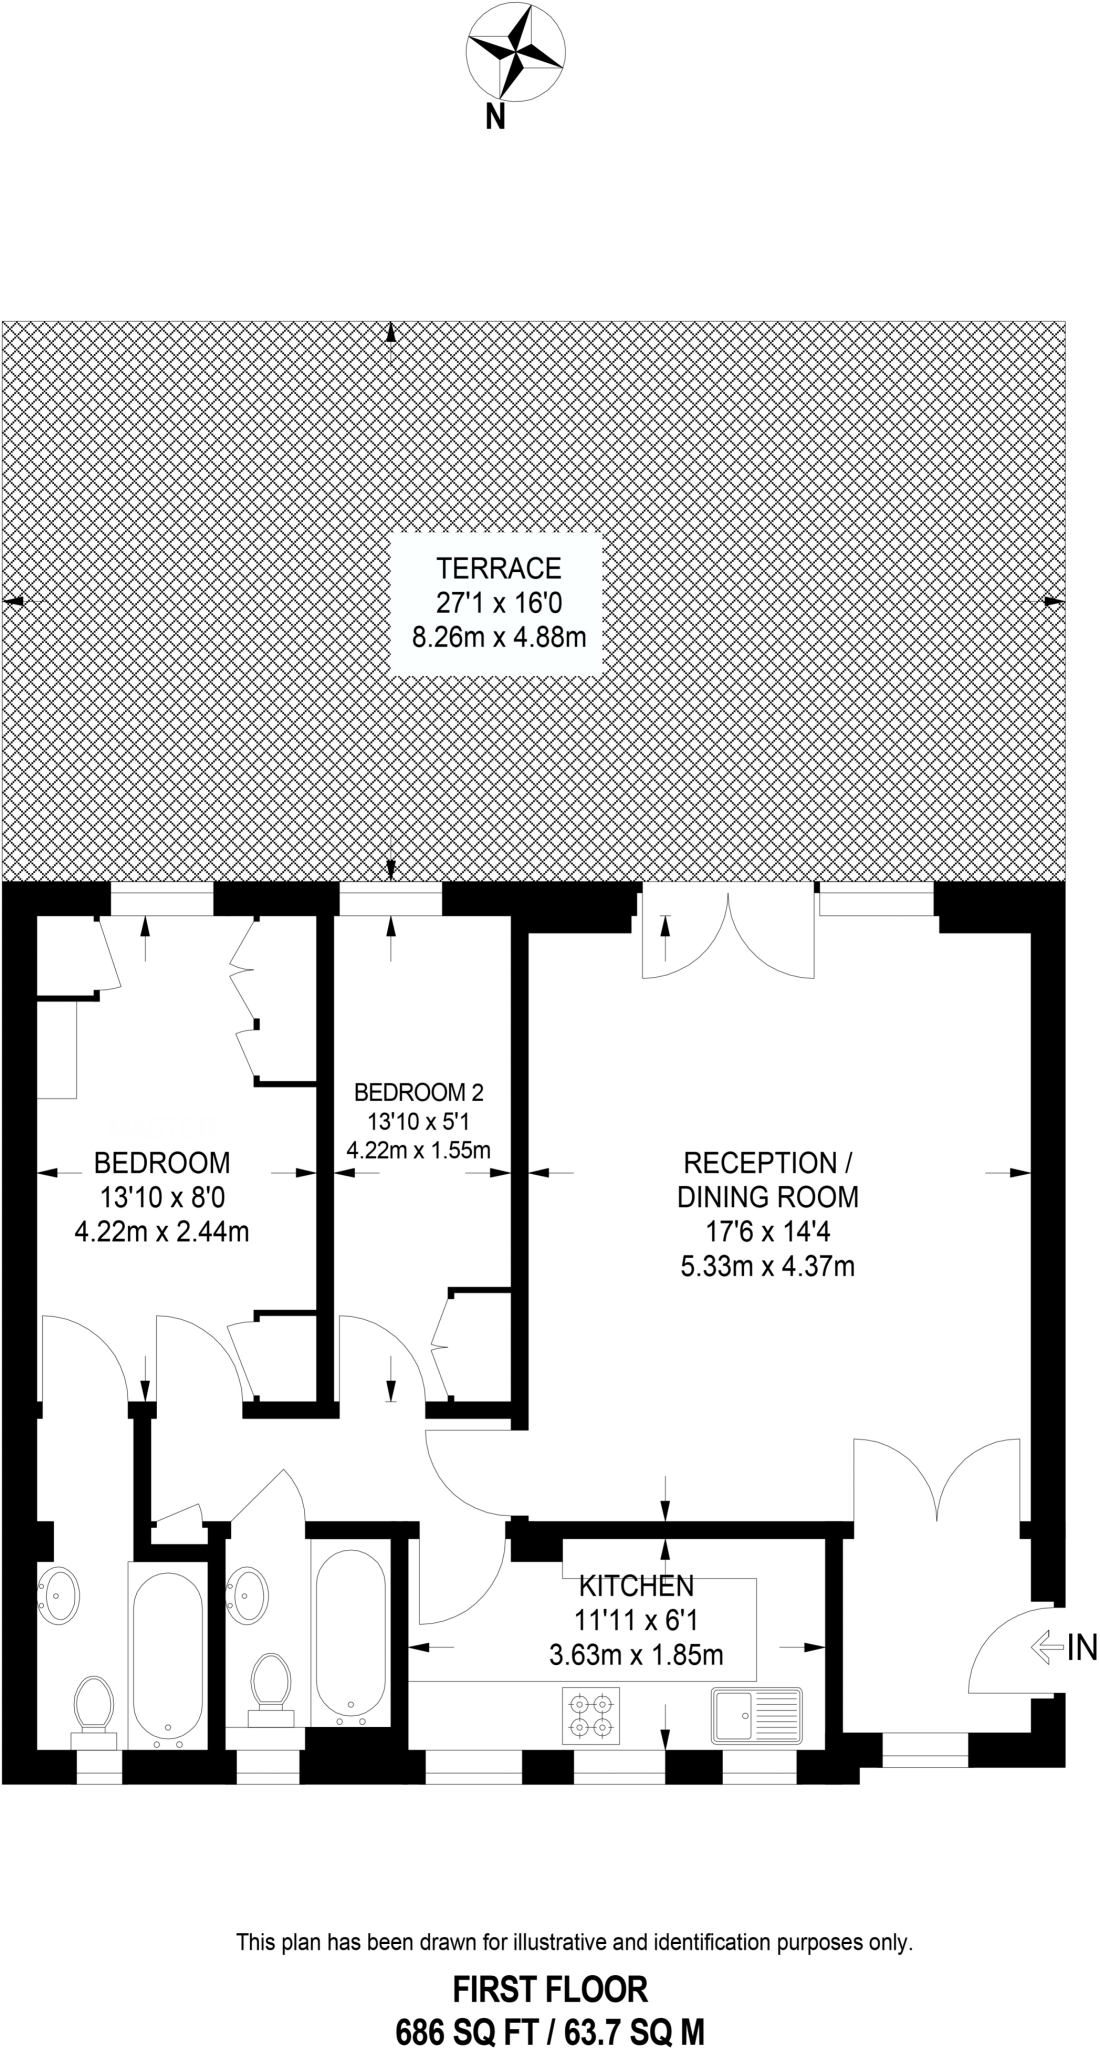 N
TERRACE
27'1 x 16'0
8.26m x 4.88m
BEDROOM 2
13'10 x 5'1
4.22m x 1.55m
BEDROOM
13'10 x 8'0
4.22m x 2.44m
RECEPTION /
DINING ROOM
17'6 x 14'4
5.33m x 4.37m
KITCHEN
11'11 x 6'1
3.63m x 1.85m
IN
This plan has been drawn for illustrative and identification purposes only.
FIRST FLOOR
686 SQ FT / 63.7 SQ M